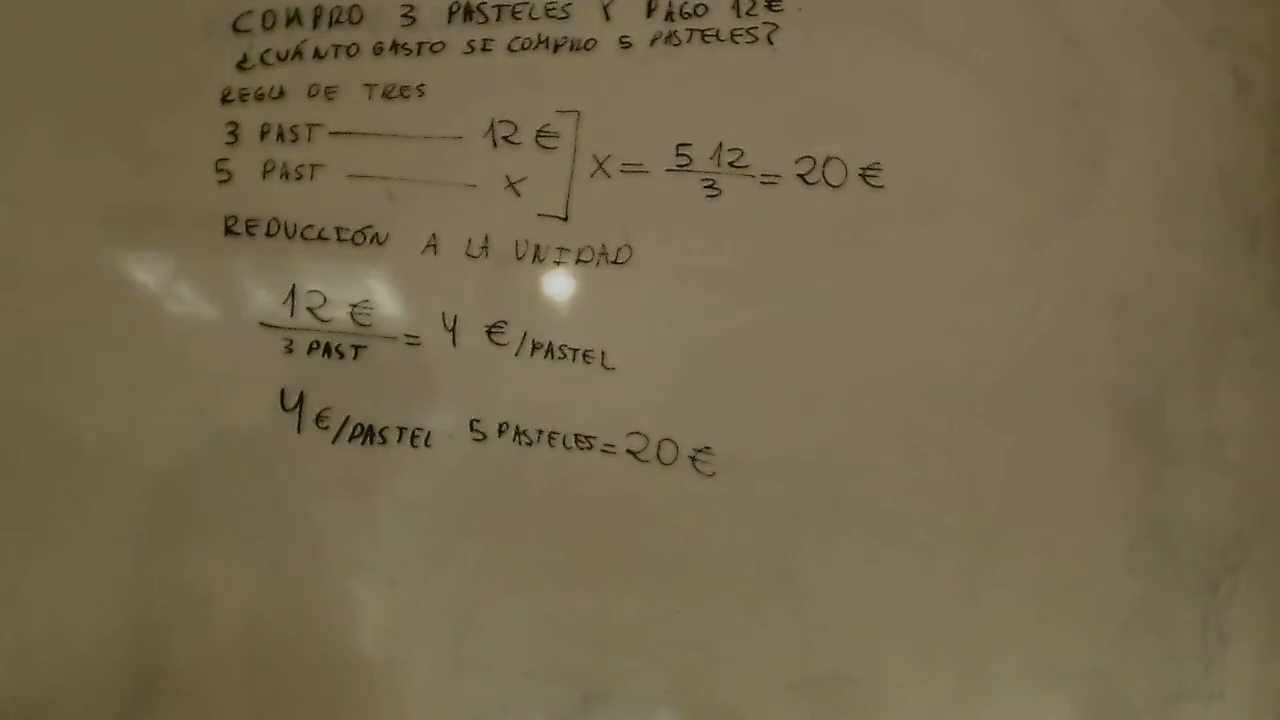 COMPRO 3 PASTELES Y PAGO 12€.
¿CUÁNTO GASTO SI COMPRO 5 PASTELES?
REGLA DE TRES
3 PAST — 12 €
5 PAST — x
x = 5 12 / 3 = 20 €
REDUCCIÓN A LA UNIDAD
12 € / 3 PAST = 4 €/PASTEL
4 €/PASTEL · 5 PASTELES = 20 €